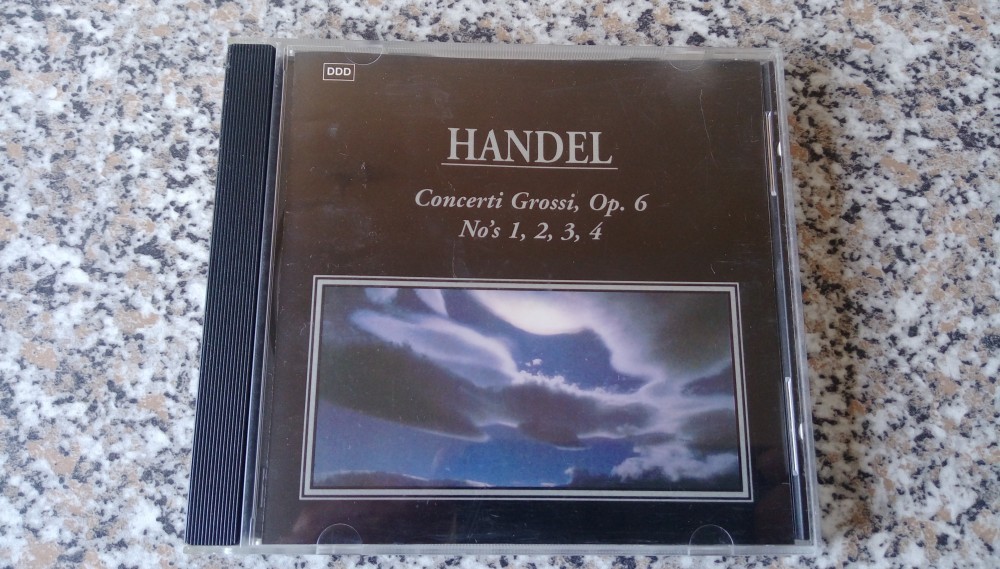 DDD
HANDEL
Concerti Grossi, Op. 6
No's 1, 2, 3, 4